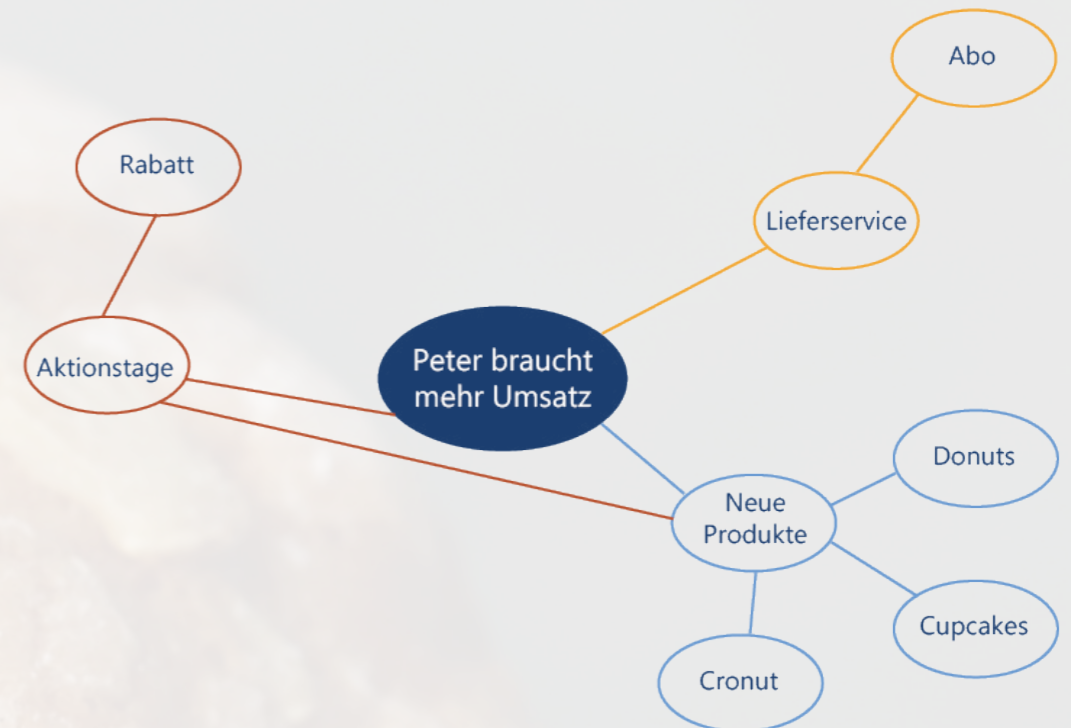 Abo
Rabatt
Lieferservice
Aktionstage
Peter braucht
mehr Umsatz
Donuts
Neue
Produkte
Cupcakes
Cronut